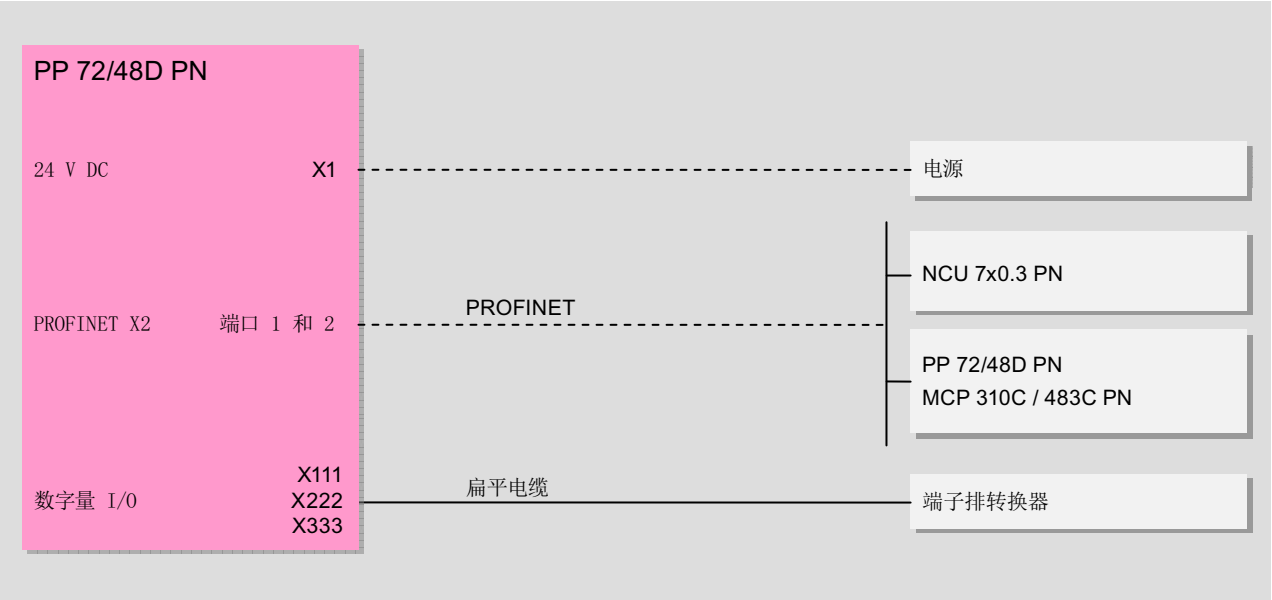 PP 72/48D PN
24 V DC X1
电源
PROFINET X2 端口 1 和 2
PROFINET
NCU 7x0.3 PN
PP 72/48D PN
MCP 310C / 483C PN
数字量 I/O
X111
X222
X333
扁平电缆
端子排转换器